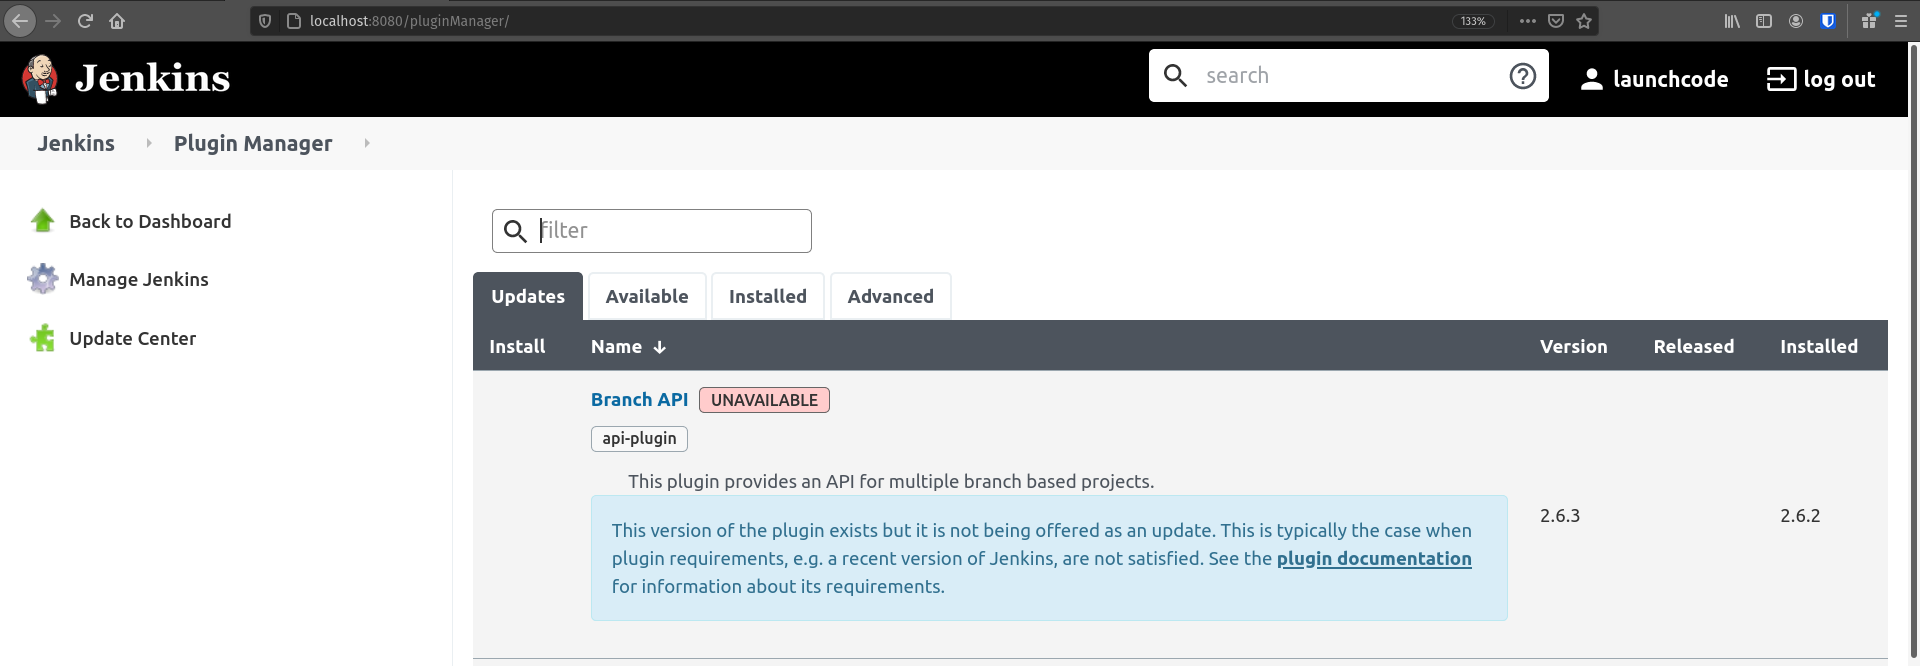 localhost:8080/pluginManager/ 133%
Jenkins search launchcode log out
Jenkins Plugin Manager
Back to Dashboard
Manage Jenkins
Update Center
filter
Updates Available Installed Advanced
Install Name Version Released Installed
Branch API UNAVAILABLE
api-plugin
This plugin provides an API for multiple branch based projects.
This version of the plugin exists but it is not being offered as an update. This is typically the case when
plugin requirements, e.g. a recent version of Jenkins, are not satisfied. See the plugin documentation
for information about its requirements.
2.6.3 2.6.2